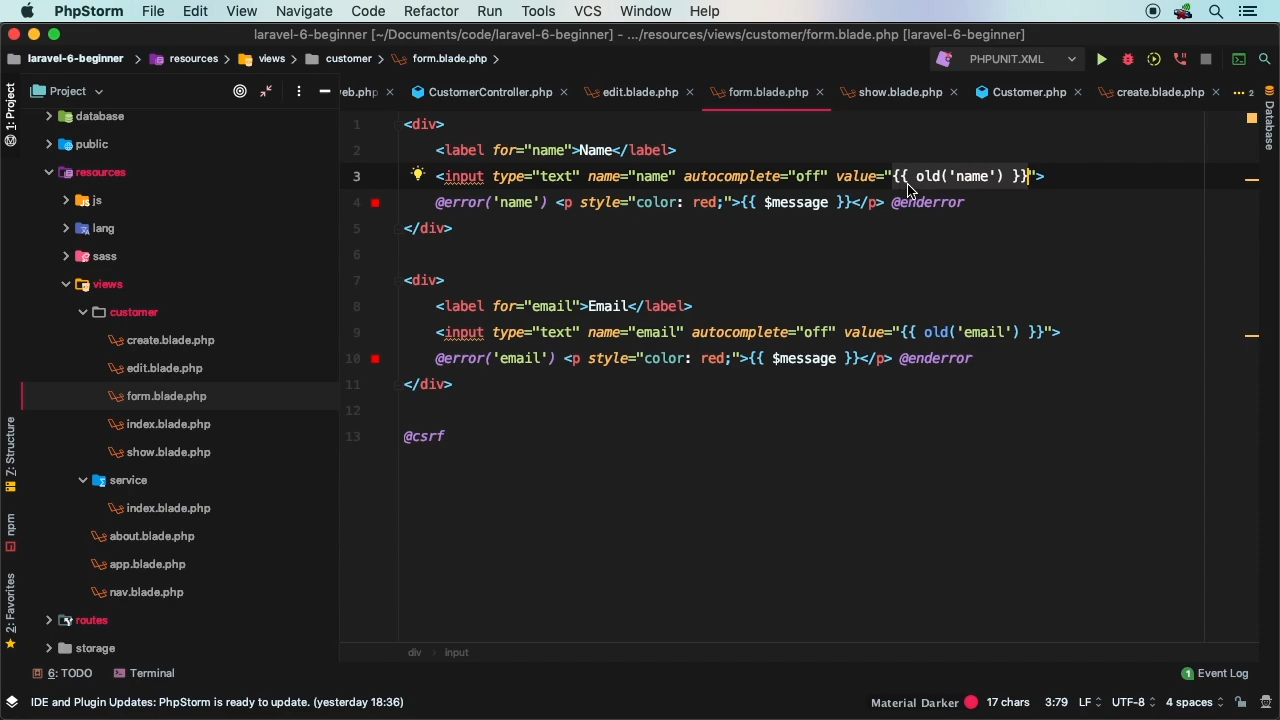 PhpStorm File Edit View Navigate Code Refactor Run Tools VCS Window Help
laravel-6-beginner [~/Documents/code/laravel-6-beginner] - .../resources/views/customer/form.blade.php [laravel-6-beginner]
laravel-6-beginner resources views customer form.blade.php PHPUNIT.XML
1: Project
Project
eb.php CustomerController.php edit.blade.php form.blade.php show.blade.php Customer.php create.blade.php 2
Database
database
public
resources
js
lang
sass
views
customer
create.blade.php
edit.blade.php
form.blade.php
index.blade.php
show.blade.php
service
index.blade.php
about.blade.php
app.blade.php
nav.blade.php
routes
storage
7: Structure
npm
2: Favorites
1 <div>
2 <label for="name">Name</label>
3 <input type="text" name="name" autocomplete="off" value="{{ old('name') }}">
4 @error('name') <p style="color: red;">{{ $message }}</p> @enderror
5 </div>
6
7 <div>
8 <label for="email">Email</label>
9 <input type="text" name="email" autocomplete="off" value="{{ old('email') }}">
10 @error('email') <p style="color: red;">{{ $message }}</p> @enderror
11 </div>
12
13 @csrf
div input
6: TODO Terminal 1 Event Log
IDE and Plugin Updates: PhpStorm is ready to update. (yesterday 18:36) Material Darker 17 chars 3:79 LF UTF-8 4 spaces